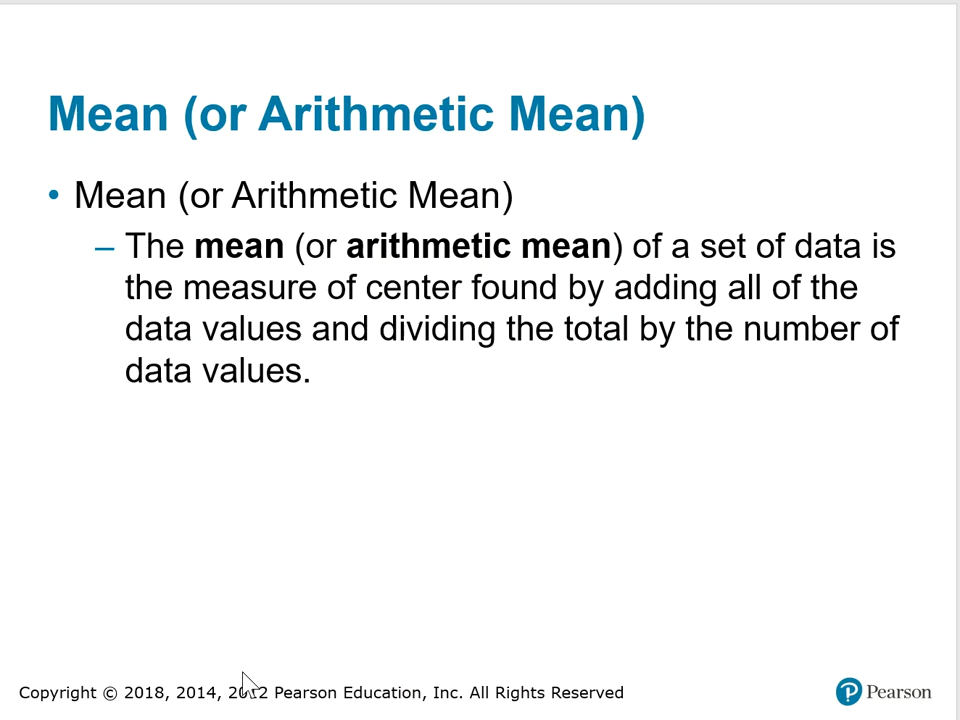 Mean (or Arithmetic Mean)
• Mean (or Arithmetic Mean)
– The mean (or arithmetic mean) of a set of data is
the measure of center found by adding all of the
data values and dividing the total by the number of
data values.
Copyright © 2018, 2014, 2012 Pearson Education, Inc. All Rights Reserved
P Pearson